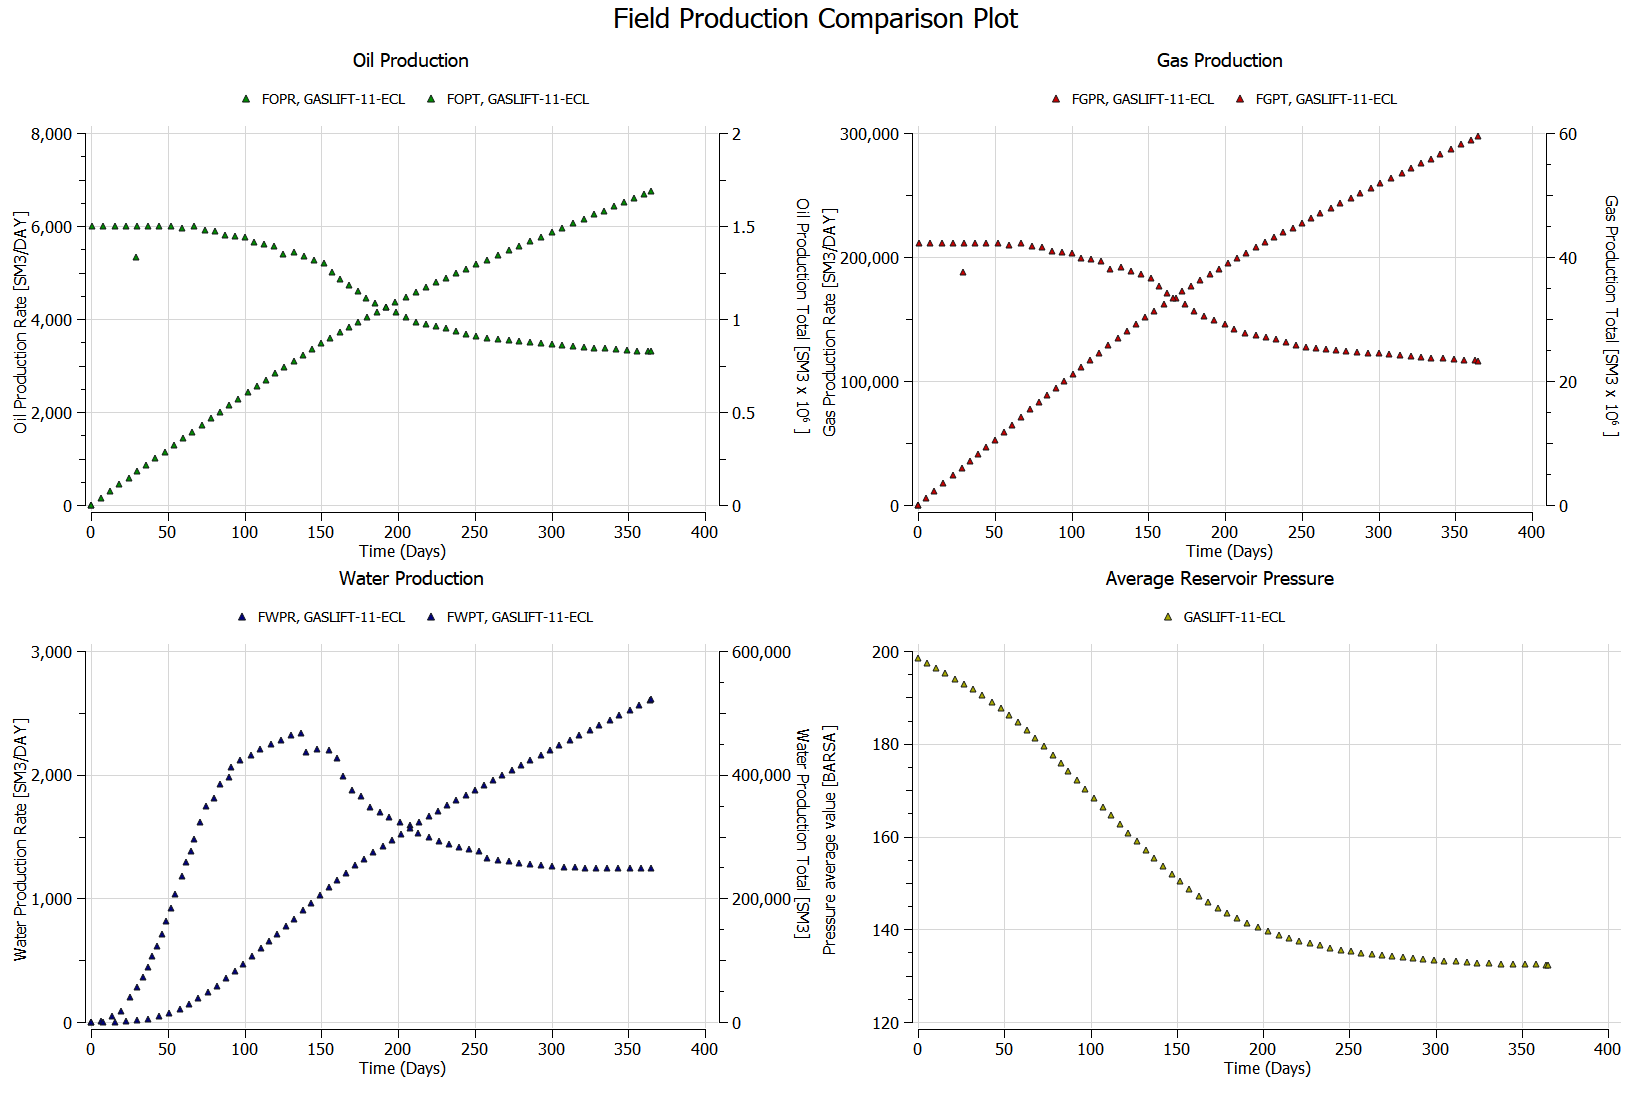 Field Production Comparison Plot
Oil Production
FOPR, GASLIFT-11-ECL FOPT, GASLIFT-11-ECL
8,000
6,000
4,000
2,000
0
Oil Production Rate [SM3/DAY]
2
1.5
1
0.5
0
Oil Production Total [SM3 x 10⁶ ]
0 50 100 150 200 250 300 350 400
Time (Days)
Gas Production
FGPR, GASLIFT-11-ECL FGPT, GASLIFT-11-ECL
300,000
200,000
100,000
0
Gas Production Rate [SM3/DAY]
60
40
20
0
Gas Production Total [SM3 x 10⁶ ]
0 50 100 150 200 250 300 350 400
Time (Days)
Water Production
FWPR, GASLIFT-11-ECL FWPT, GASLIFT-11-ECL
3,000
2,000
1,000
0
Water Production Rate [SM3/DAY]
600,000
400,000
200,000
0
Water Production Total [SM3]
0 50 100 150 200 250 300 350 400
Time (Days)
Average Reservoir Pressure
GASLIFT-11-ECL
200
180
160
140
120
Pressure average value [BARSA]
0 50 100 150 200 250 300 350 400
Time (Days)